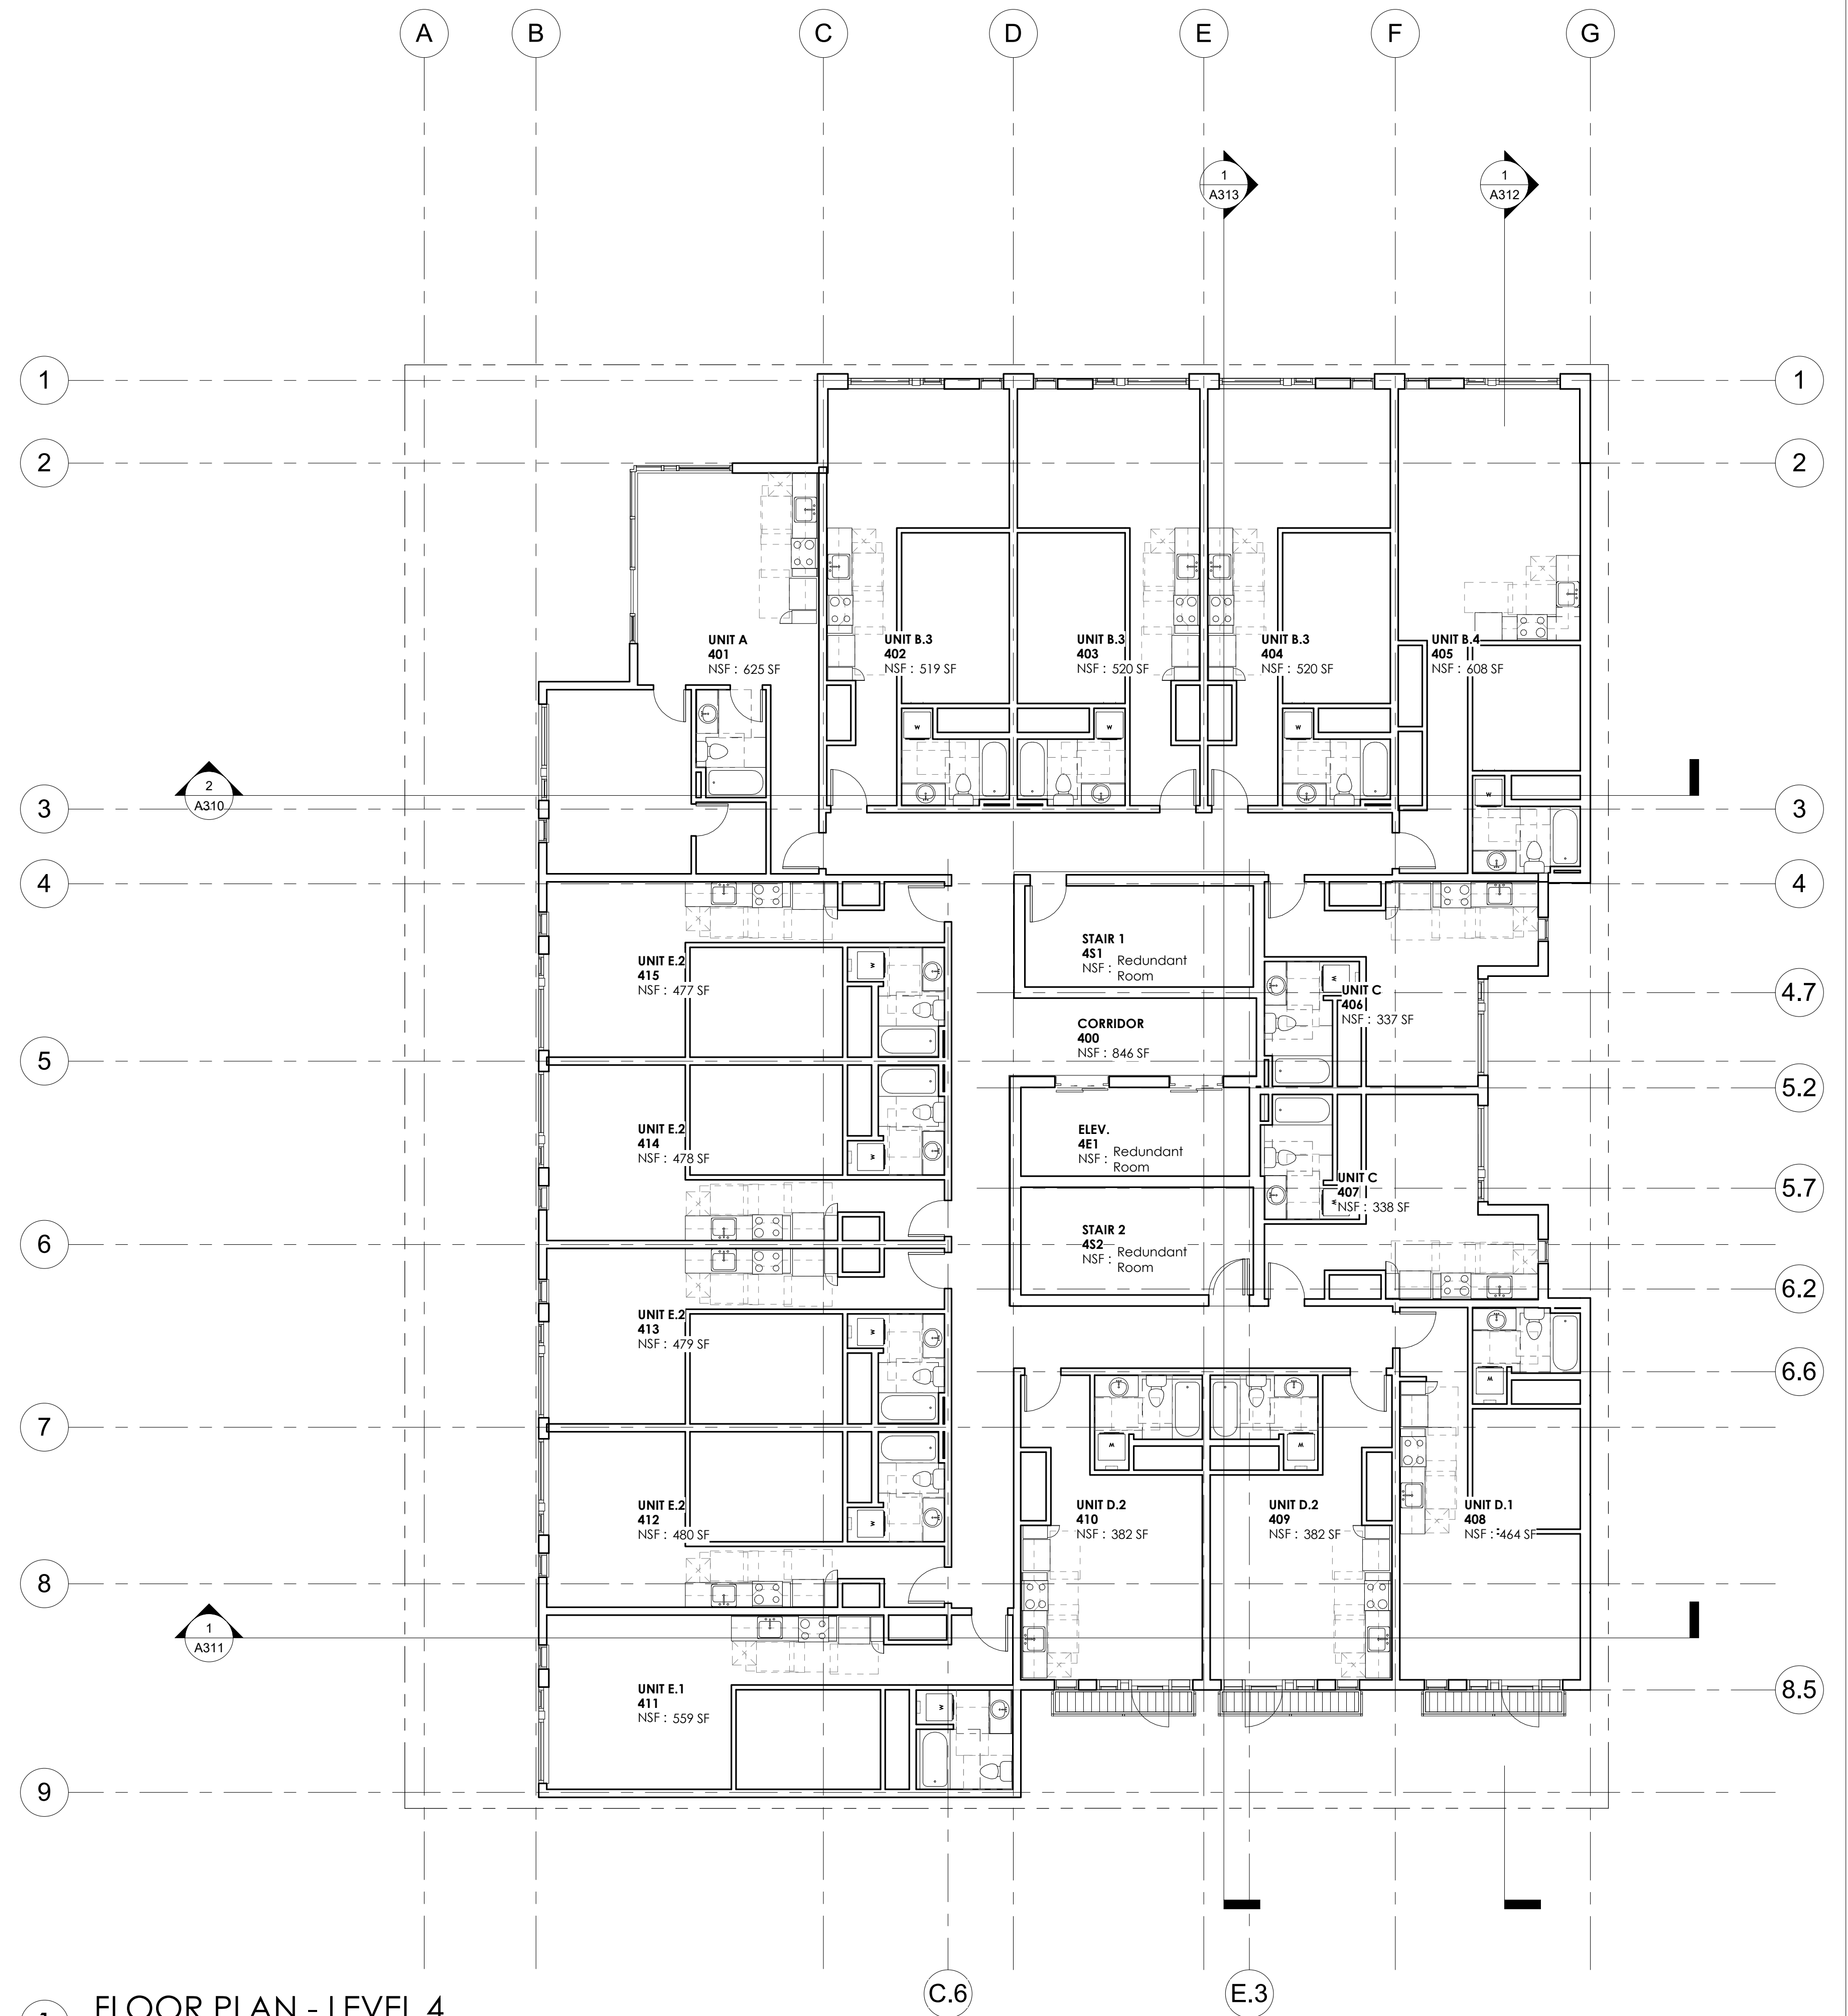 A
B
C
D
E
F
G
1
A313
1
A312
1
1
2
2
UNIT A
401
NSF : 625 SF
UNIT B.3
402
NSF : 519 SF
UNIT B.3
403
NSF : 520 SF
UNIT B.3
404
NSF : 520 SF
UNIT B.4
405
NSF : 608 SF
W
W
W
W
2
A310
3
3
4
4
STAIR 1
4S1
NSF : Redundant
Room
UNIT E.2
415
NSF : 477 SF
W
W
UNIT C
406
NSF : 337 SF
4.7
CORRIDOR
400
NSF : 846 SF
5
5.2
UNIT E.2
414
NSF : 478 SF
W
ELEV.
4E1
NSF : Redundant
Room
UNIT C
407
NSF : 338 SF
W
5.7
STAIR 2
4S2
NSF : Redundant
Room
6
6.2
UNIT E.2
413
NSF : 479 SF
W
W
6.6
7
W
W
UNIT E.2
412
NSF : 480 SF
W
UNIT D.2
410
NSF : 382 SF
UNIT D.2
409
NSF : 382 SF
UNIT D.1
408
NSF : 464 SF
8
1
A311
UNIT E.1
411
NSF : 559 SF
W
8.5
9
C.6
E.3
1
FLOOR PLAN - LEVEL 4